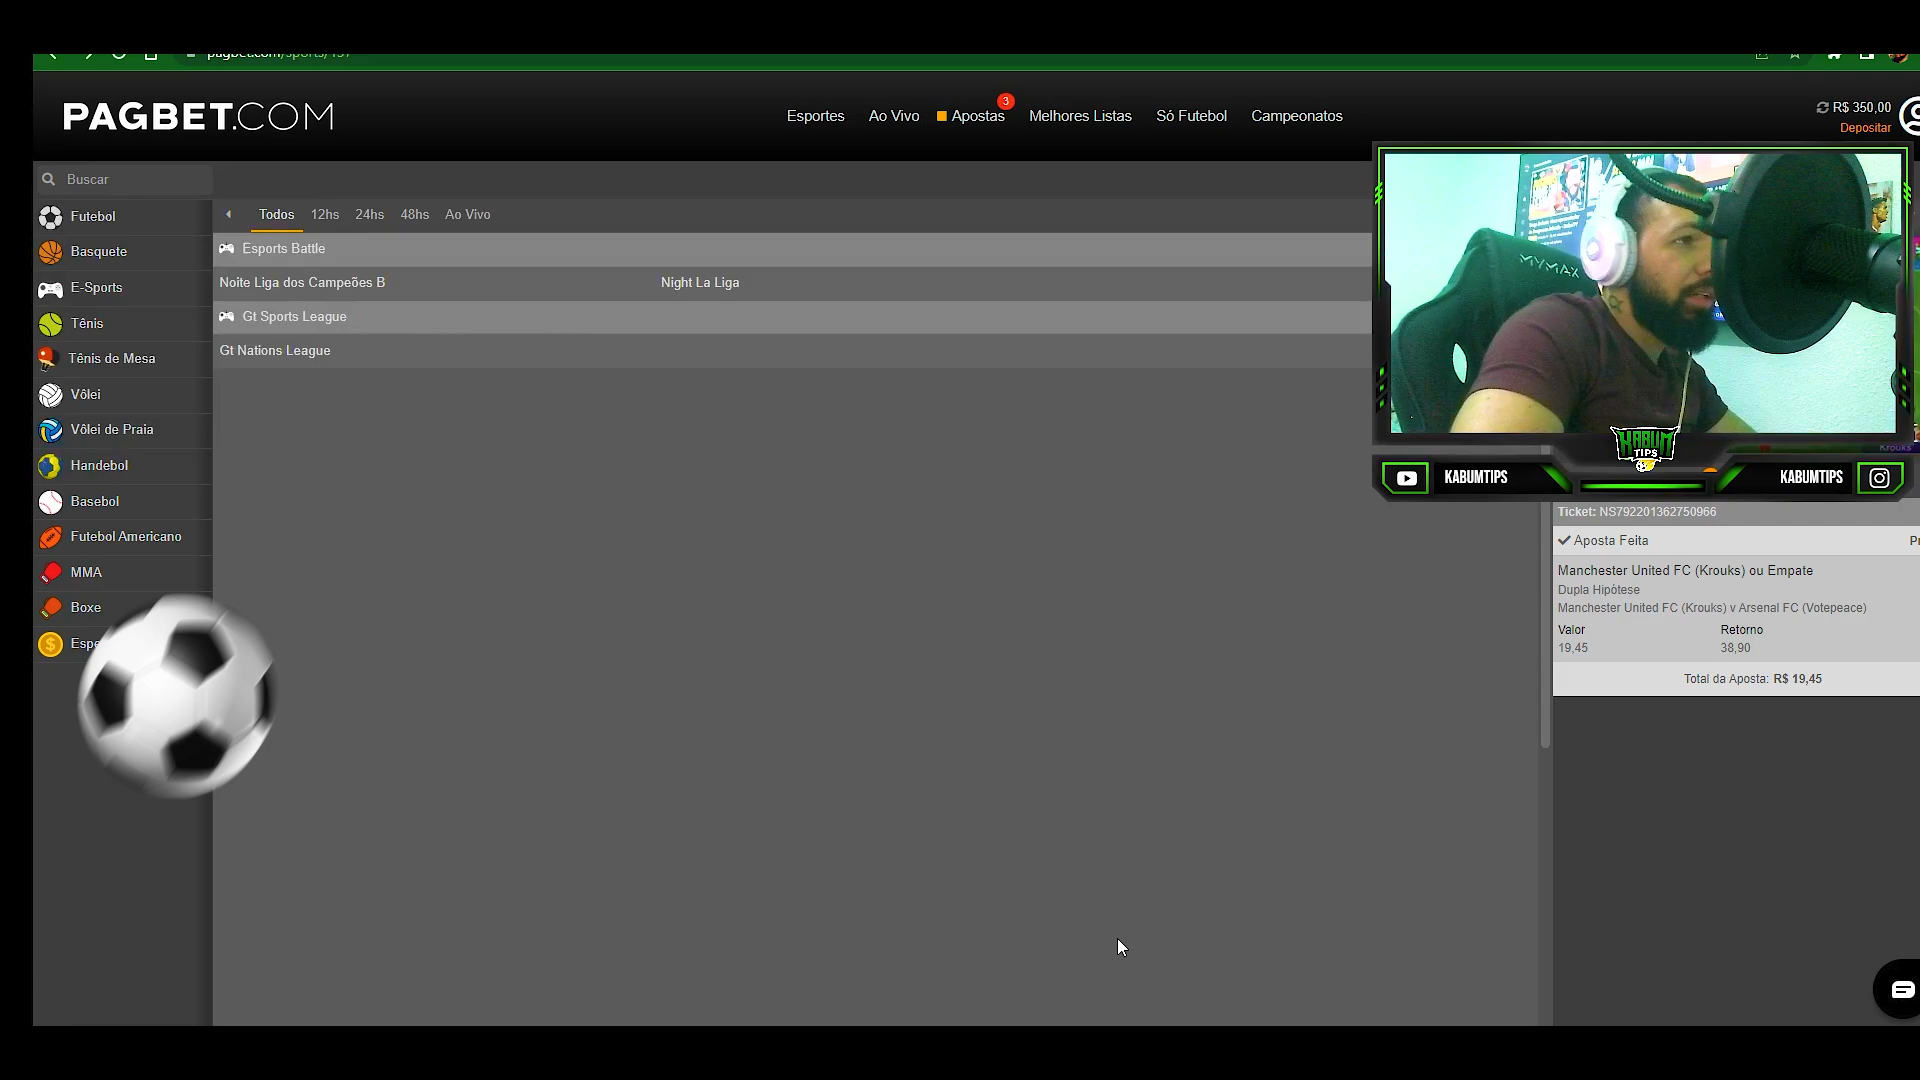 PAGBET.COM
Esportes
Ao Vivo
Apostas
3
Melhores Listas
Só Futebol
Campeonatos
R$ 350,00
Depositar
Buscar
Futebol
Basquete
E-Sports
Tênis
Tênis de Mesa
Vôlei
Vôlei de Praia
Handebol
Basebol
Futebol Americano
MMA
Boxe
Todos
12hs
24hs
48hs
Ao Vivo
Esports Battle
Noite Liga dos Campeões B
Night La Liga
Gt Sports League
Gt Nations League
MYMAX
KABUM
TIPS
KABUMTIPS
KABUMTIPS
Krouks
Ticket: NS792201362750966
Aposta Feita
Manchester United FC (Krouks) ou Empate
Dupla Hipótese
Manchester United FC (Krouks) v Arsenal FC (Votepeace)
Valor
Retorno
19,45
38,90
Total da Aposta: R$ 19,45